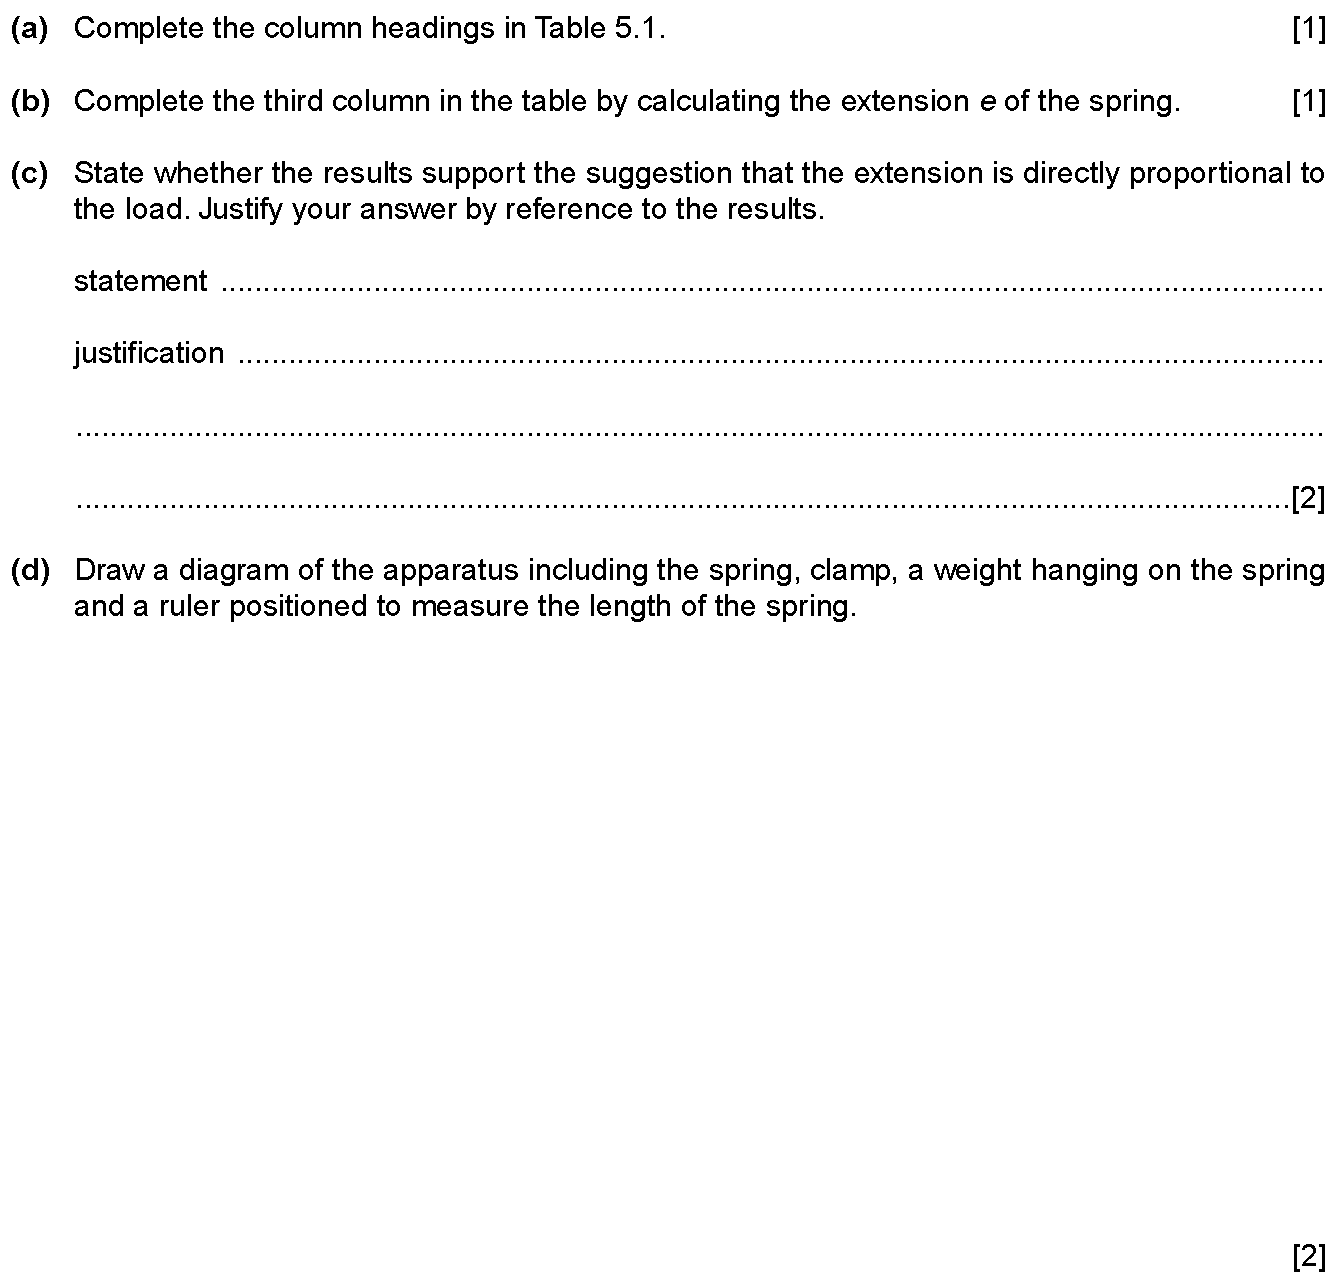 (a) Complete the column headings in Table 5.1. [1]
(b) Complete the third column in the table by calculating the extension e of the spring. [1]
(c) State whether the results support the suggestion that the extension is directly proportional to
the load. Justify your answer by reference to the results.
statement ....................................................................................................................................
justification ..................................................................................................................................
......................................................................................................................................................
..................................................................................................................................................[2]
(d) Draw a diagram of the apparatus including the spring, clamp, a weight hanging on the spring
and a ruler positioned to measure the length of the spring.
[2]